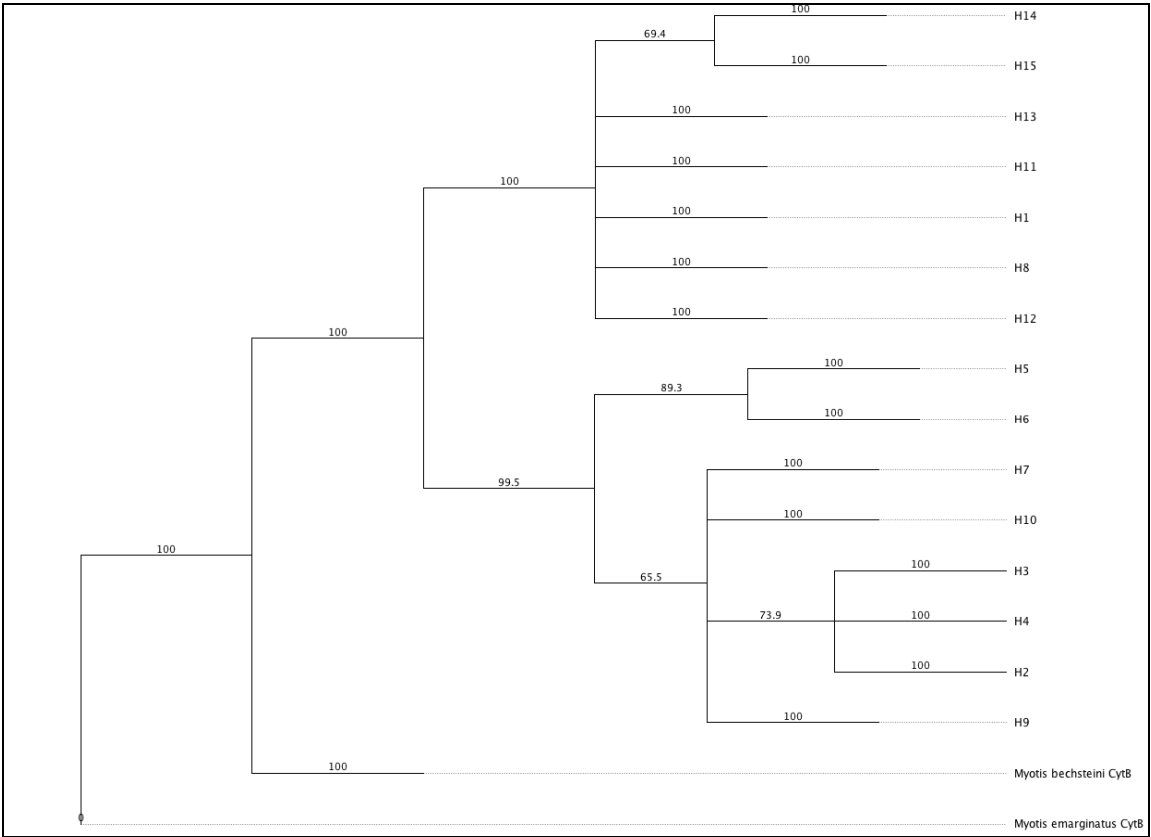 100 H14
69.4
100 H15
100 H13
100 H11
100
100 H1
100 H8
100 H12
100
100 H5
89.3
100 H6
100 H7
99.5
100 H10
100
100 H3
65.5
73.9 100 H4
100 H2
100 H9
100 Myotis bechsteini CytB
0 Myotis emarginatus CytB